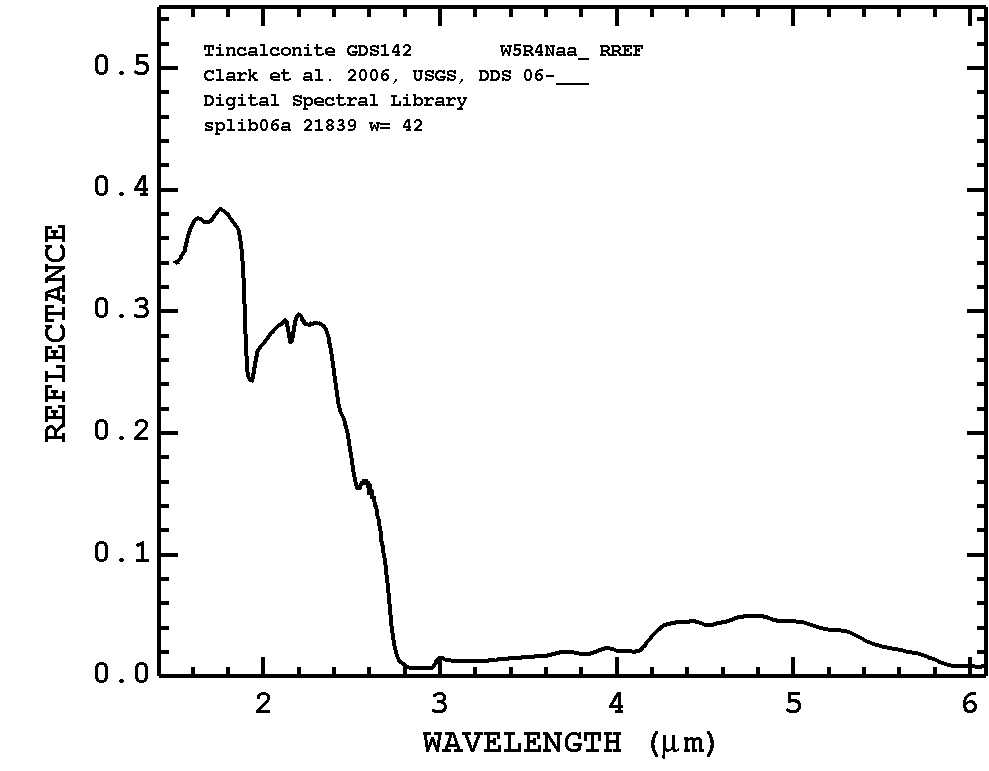 Tincalconite GDS142 W5R4Naa_ RREF
Clark et al. 2006, USGS, DDS 06-___
Digital Spectral Library
splib06a 21839 w= 42
0.5
0.4
0.3
0.2
0.1
0.0
REFLECTANCE
2 3 4 5 6
WAVELENGTH (μm)